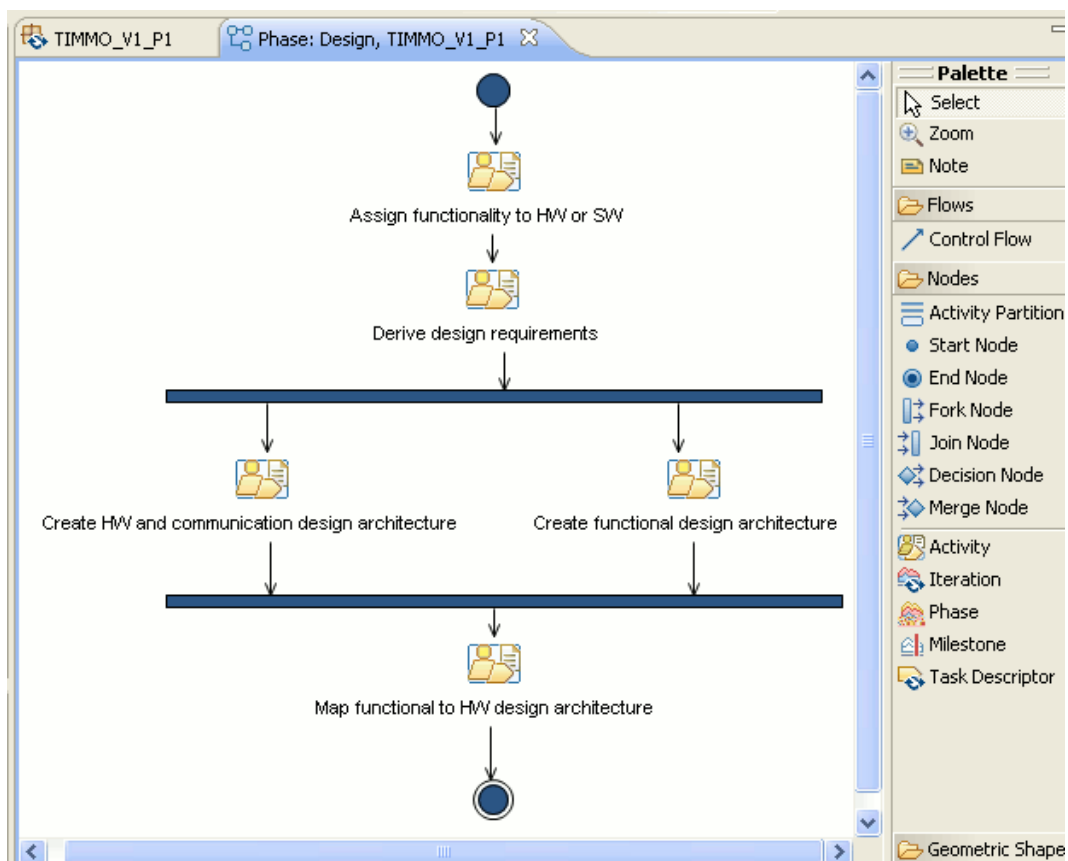 TIMMO_V1_P1
Phase: Design, TIMMO_V1_P1
Assign functionality to HW or SW
Derive design requirements
Create HW and communication design architecture
Create functional design architecture
Map functional to HW design architecture
Palette
Select
Zoom
Note
Flows
Control Flow
Nodes
Activity Partition
Start Node
End Node
Fork Node
Join Node
Decision Node
Merge Node
Activity
Iteration
Phase
Milestone
Task Descriptor
Geometric Shape